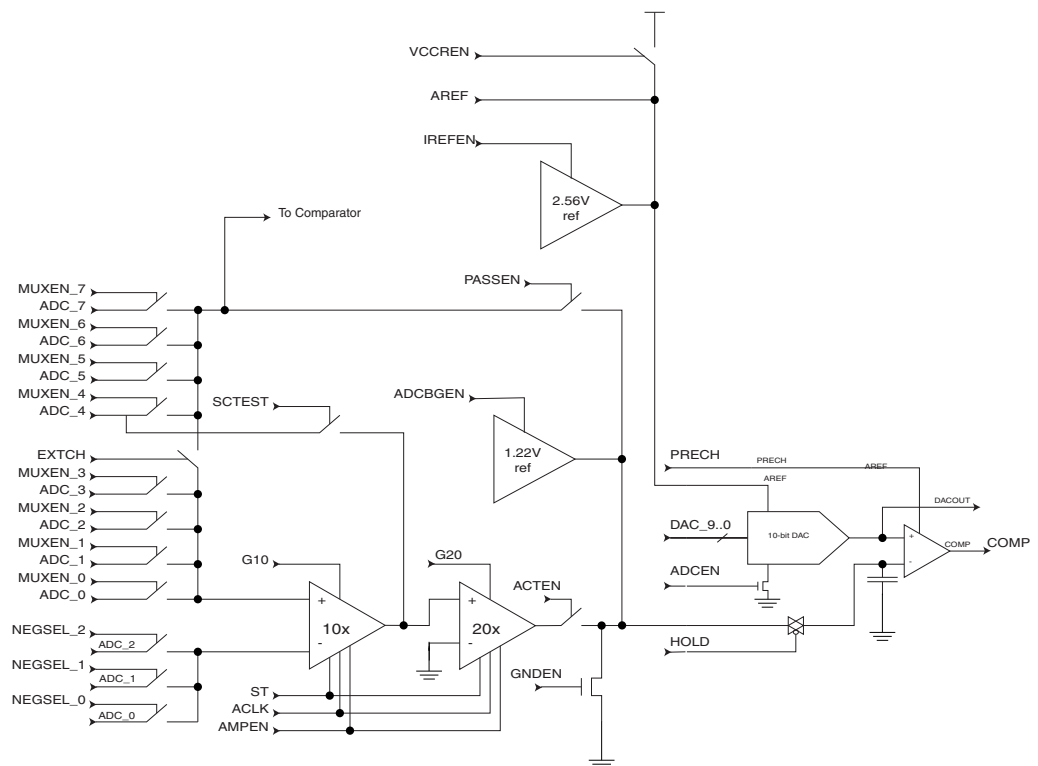 VCCREN
AREF
IREFEN
2.56V
ref
To Comparator
PASSEN
MUXEN_7
ADC_7
MUXEN_6
ADC_6
MUXEN_5
ADC_5
MUXEN_4
ADC_4
SCTEST
ADCBGEN
1.22V
ref
EXTCH
MUXEN_3
ADC_3
MUXEN_2
ADC_2
MUXEN_1
ADC_1
MUXEN_0
ADC_0
PRECH
PRECH
AREF
AREF
DACOUT
DAC_9..0
10-bit DAC
+
-
COMP
COMP
ADCEN
G10
G20
ACTEN
+
10x
-
+
20x
-
HOLD
NEGSEL_2
ADC_2
NEGSEL_1
ADC_1
NEGSEL_0
ADC_0
GNDEN
ST
ACLK
AMPEN